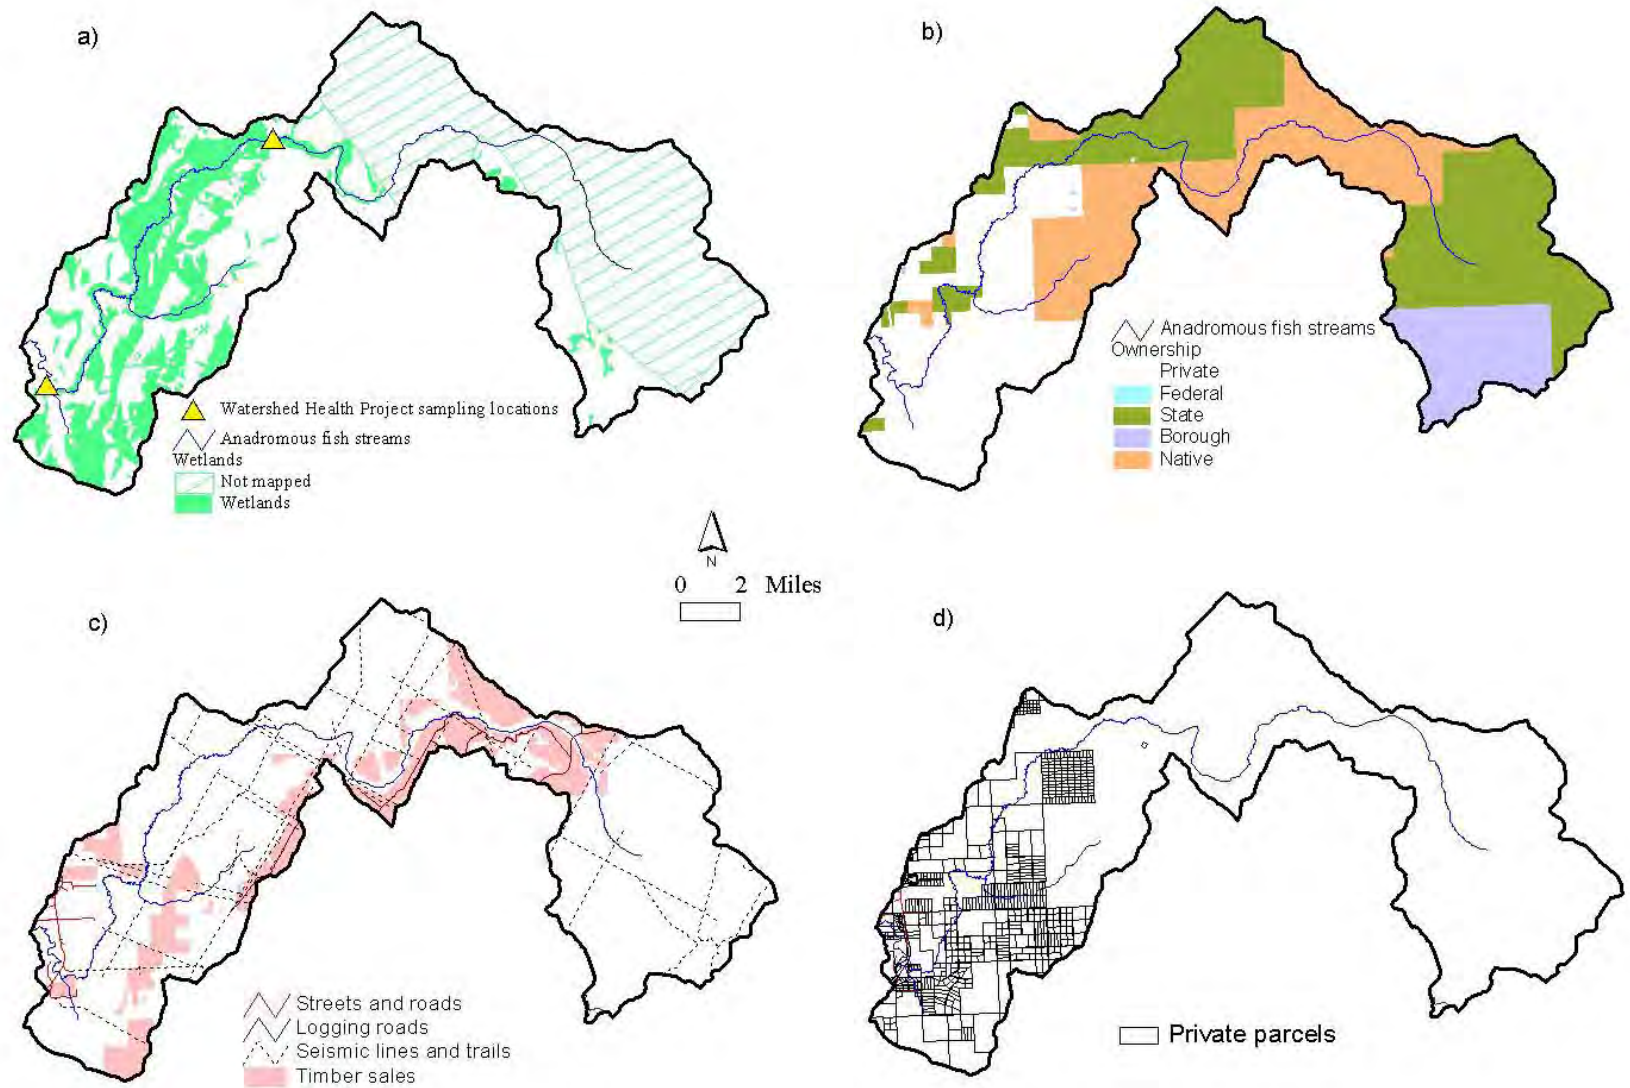 a)
Watershed Health Project sampling locations
Anadromous fish streams
Wetlands
Not mapped
Wetlands
b)
Anadromous fish streams
Ownership
Private
Federal
State
Borough
Native
N
0 2 Miles
c)
Streets and roads
Logging roads
Seismic lines and trails
Timber sales
d)
Private parcels